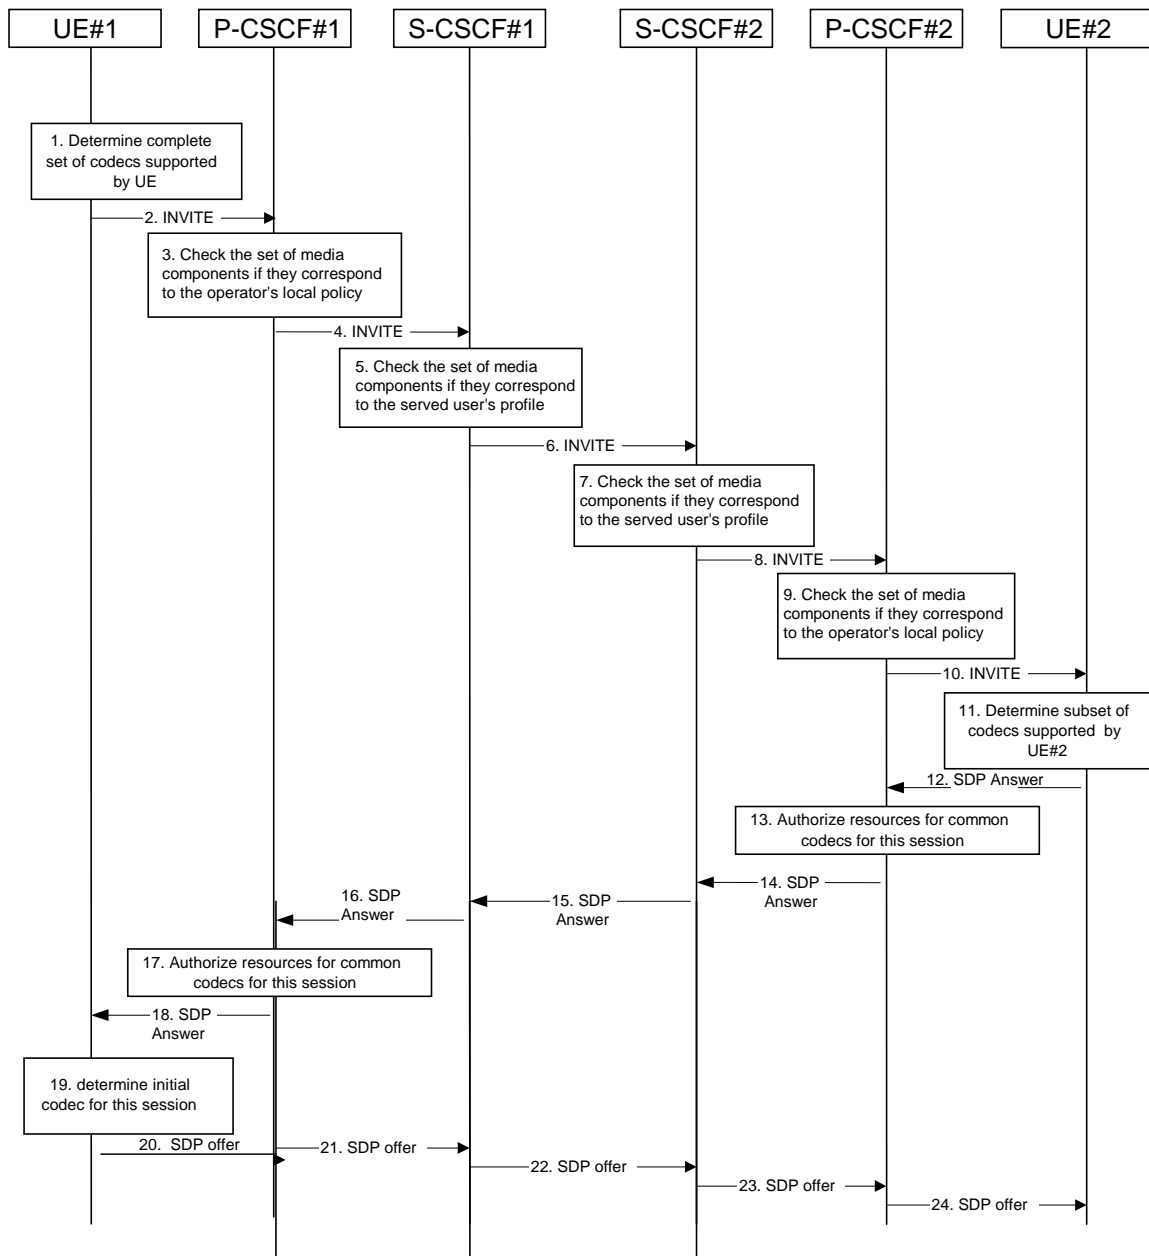 UE#1
P-CSCF#1
S-CSCF#1
S-CSCF#2
P-CSCF#2
UE#2
1. Determine complete
set of codecs supported
by UE
2. INVITE
3. Check the set of media
components if they correspond
to the operator's local policy
4. INVITE
5. Check the set of media
components if they correspond
to the served user's profile
6. INVITE
7. Check the set of media
components if they correspond
to the served user's profile
8. INVITE
9. Check the set of media
components if they correspond
to the operator's local policy
10. INVITE
11. Determine subset of
codecs supported by
UE#2
12. SDP Answer
13. Authorize resources for common
codecs for this session
14. SDP
Answer
15. SDP
Answer
16. SDP
Answer
17. Authorize resources for common
codecs for this session
18. SDP
Answer
19. determine initial
codec for this session
20. SDP offer
21. SDP offer
22. SDP offer
23. SDP offer
24. SDP offer